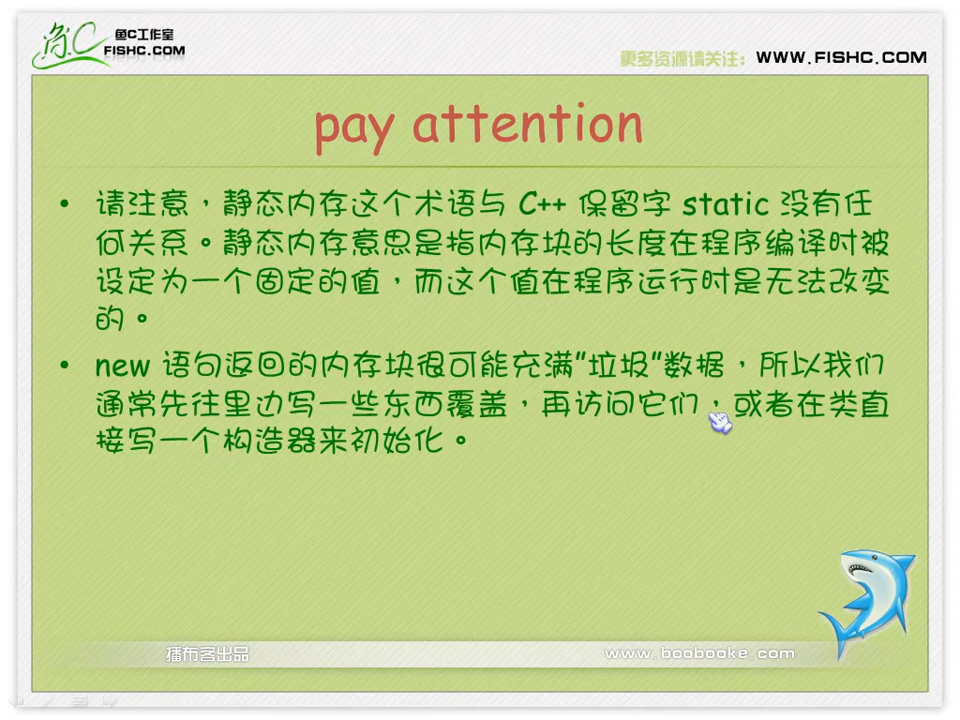 鱼C 鱼C工作室
FISHC.COM
更多资源请关注：WWW.FISHC.COM
pay attention
• 请注意，静态内存这个术语与 C++ 保留字 static 没有任
何关系。静态内存意思是指内存块的长度在程序编译时被
设定为一个固定的值，而这个值在程序运行时是无法改变
的。
• new 语句返回的内存块很可能充满"垃圾"数据，所以我们
通常先往里边写一些东西覆盖，再访问它们，或者在类直
接写一个构造器来初始化。
播布客出品
www.boobooke.com